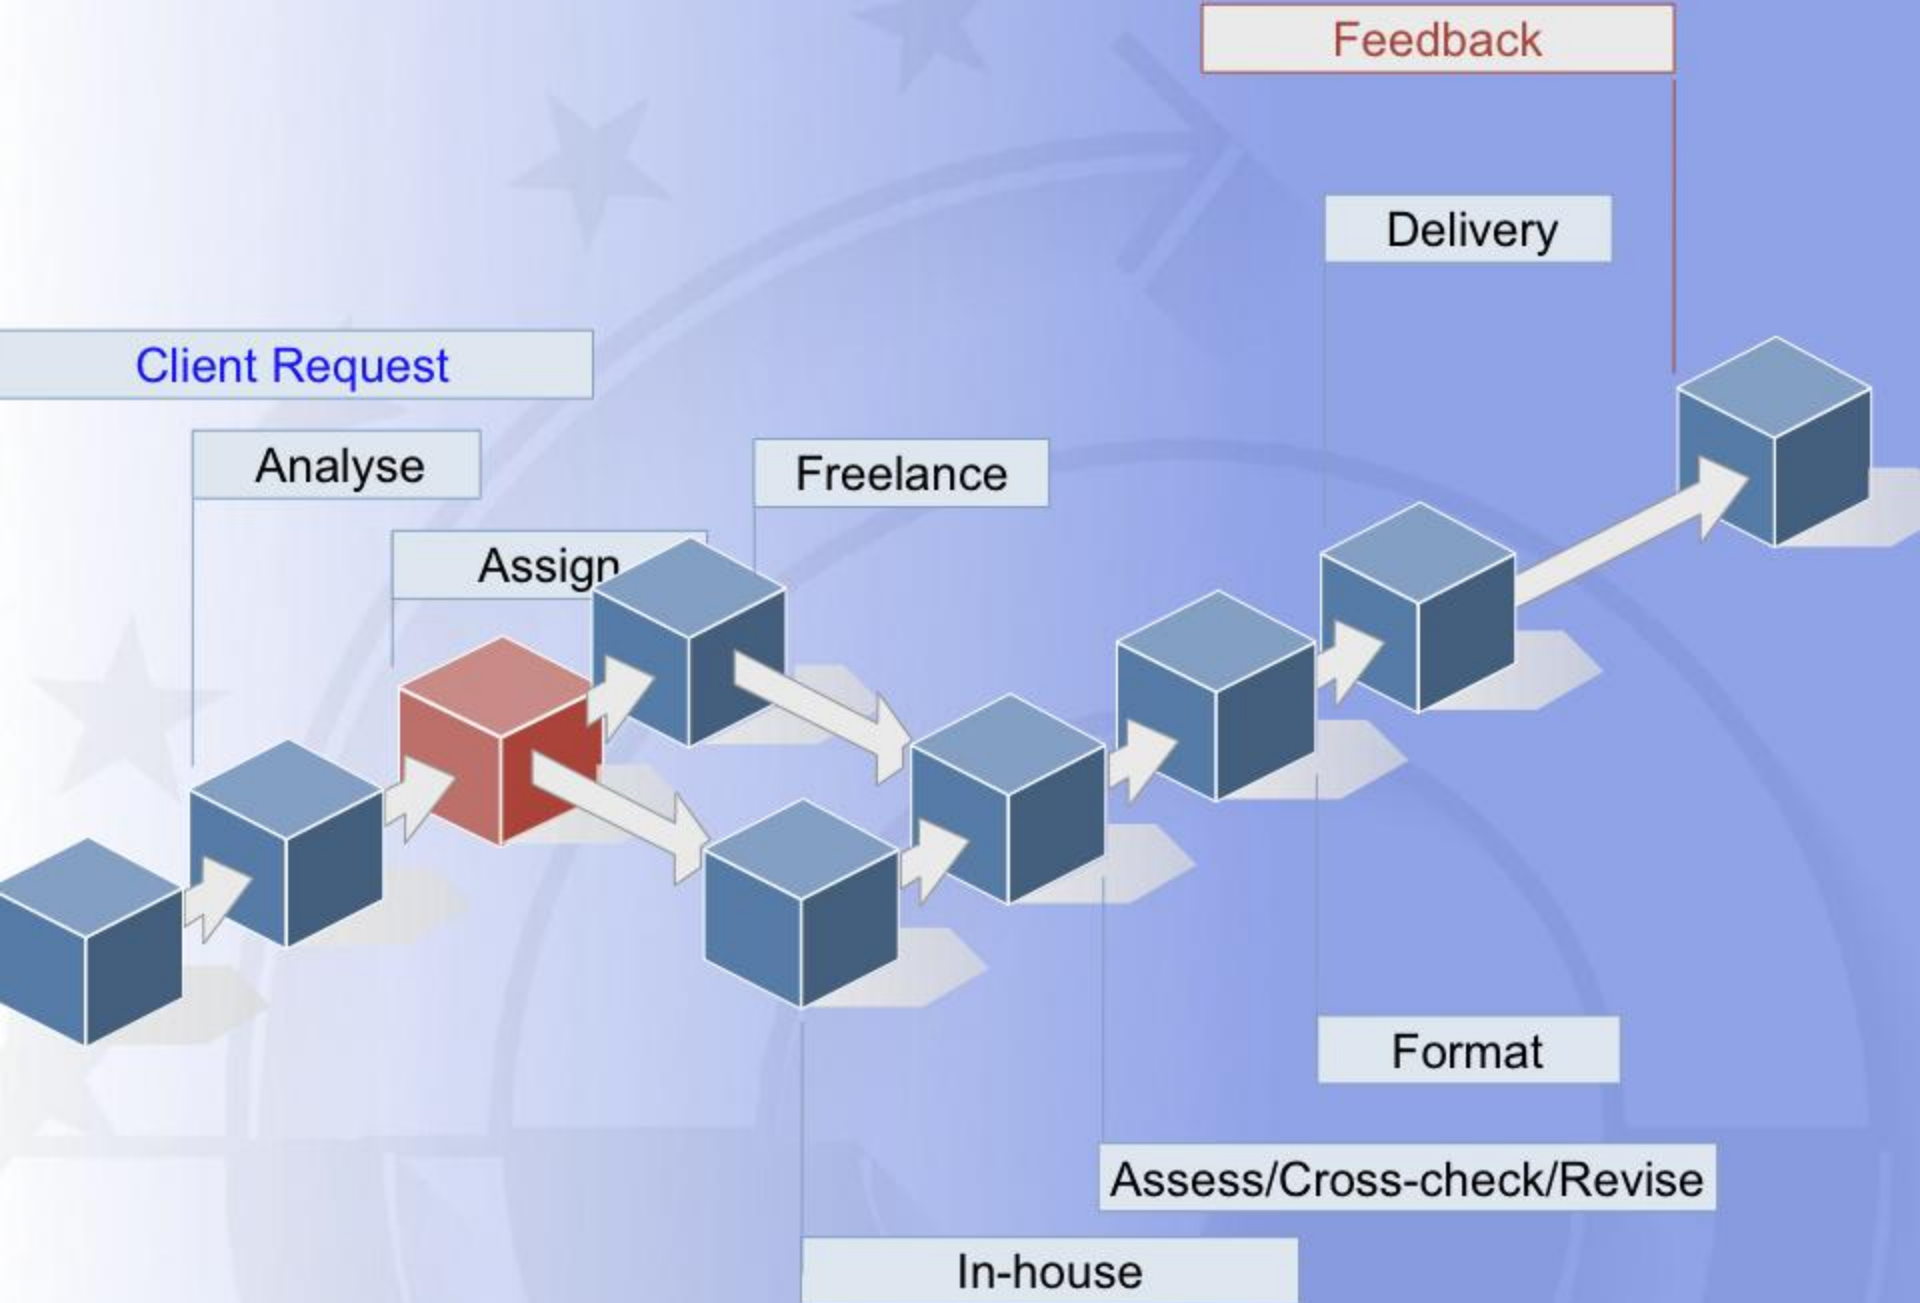 Feedback
Delivery
Client Request
Analyse
Freelance
Assign
Format
Assess/Cross-check/Revise
In-house